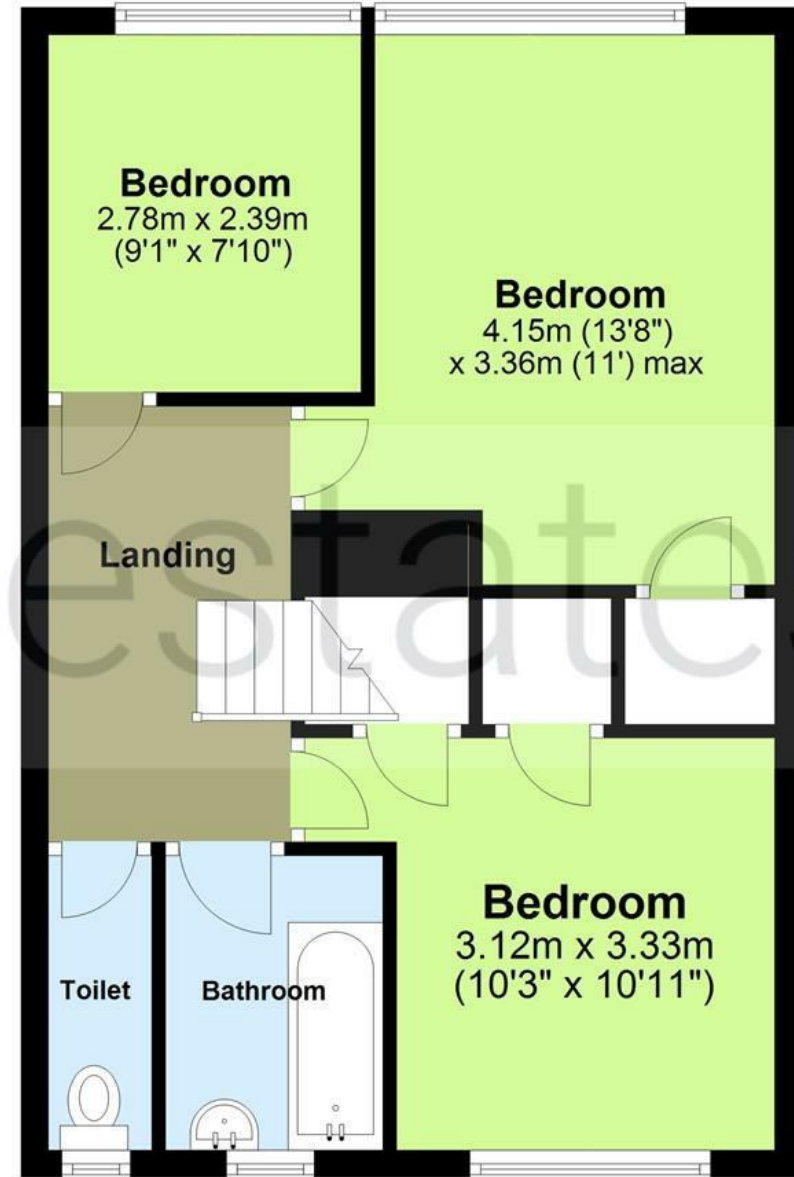 Bedroom
2.78m x 2.39m
(9'1" x 7'10")
Bedroom
4.15m (13'8")
x 3.36m (11') max
Landing
estates
Bedroom
3.12m x 3.33m
(10'3" x 10'11")
Toilet
Bathroom